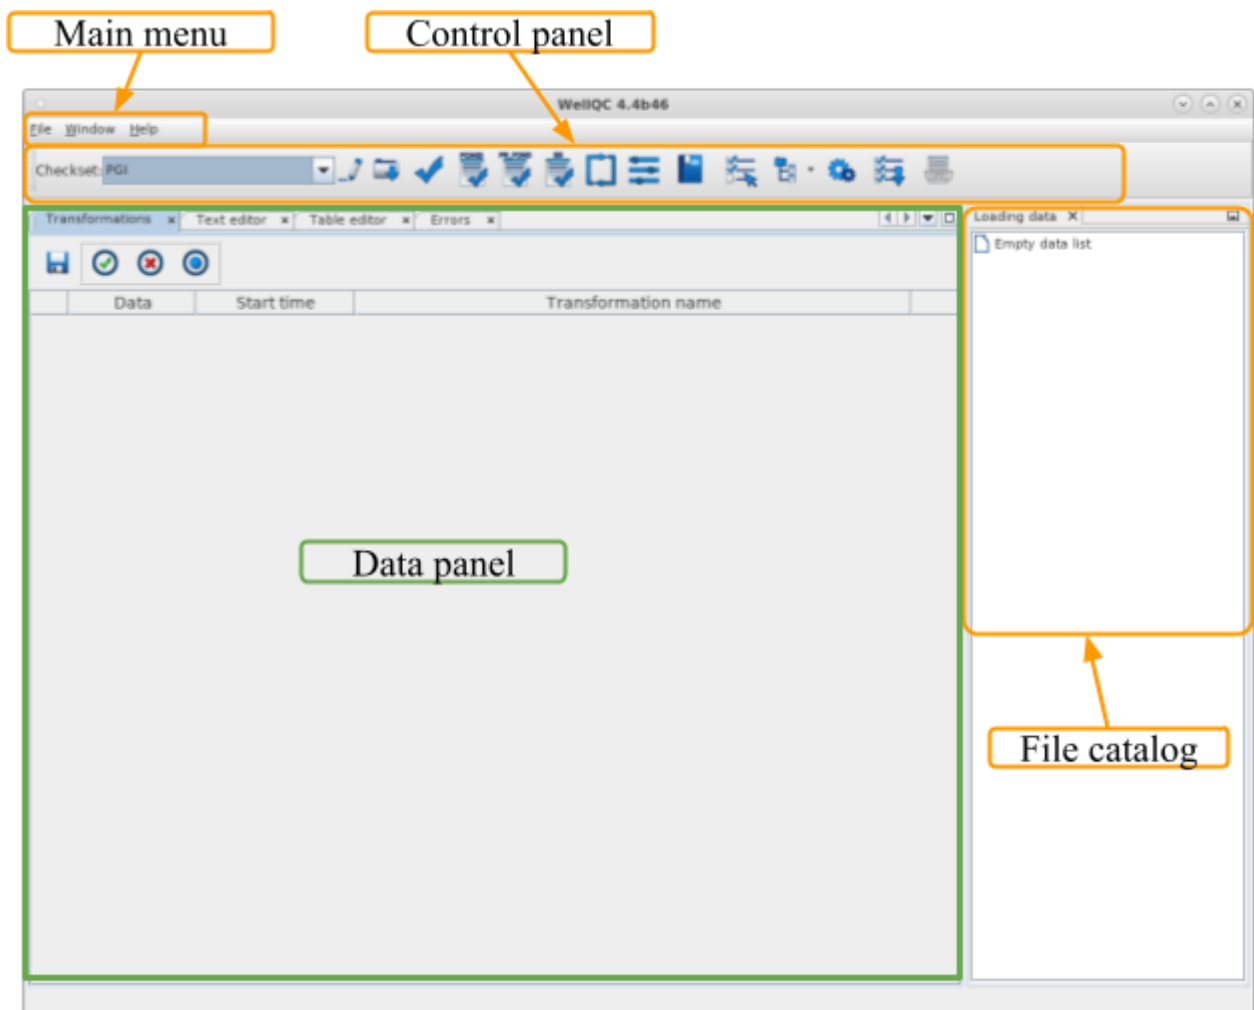 Main menu
Control panel
WellQC 4.4b46
File Window Help
Checkset: PGI
Transformations
Text editor
Table editor
Errors
Loading data
Empty data list
Data
Start time
Transformation name
Data panel
File catalog